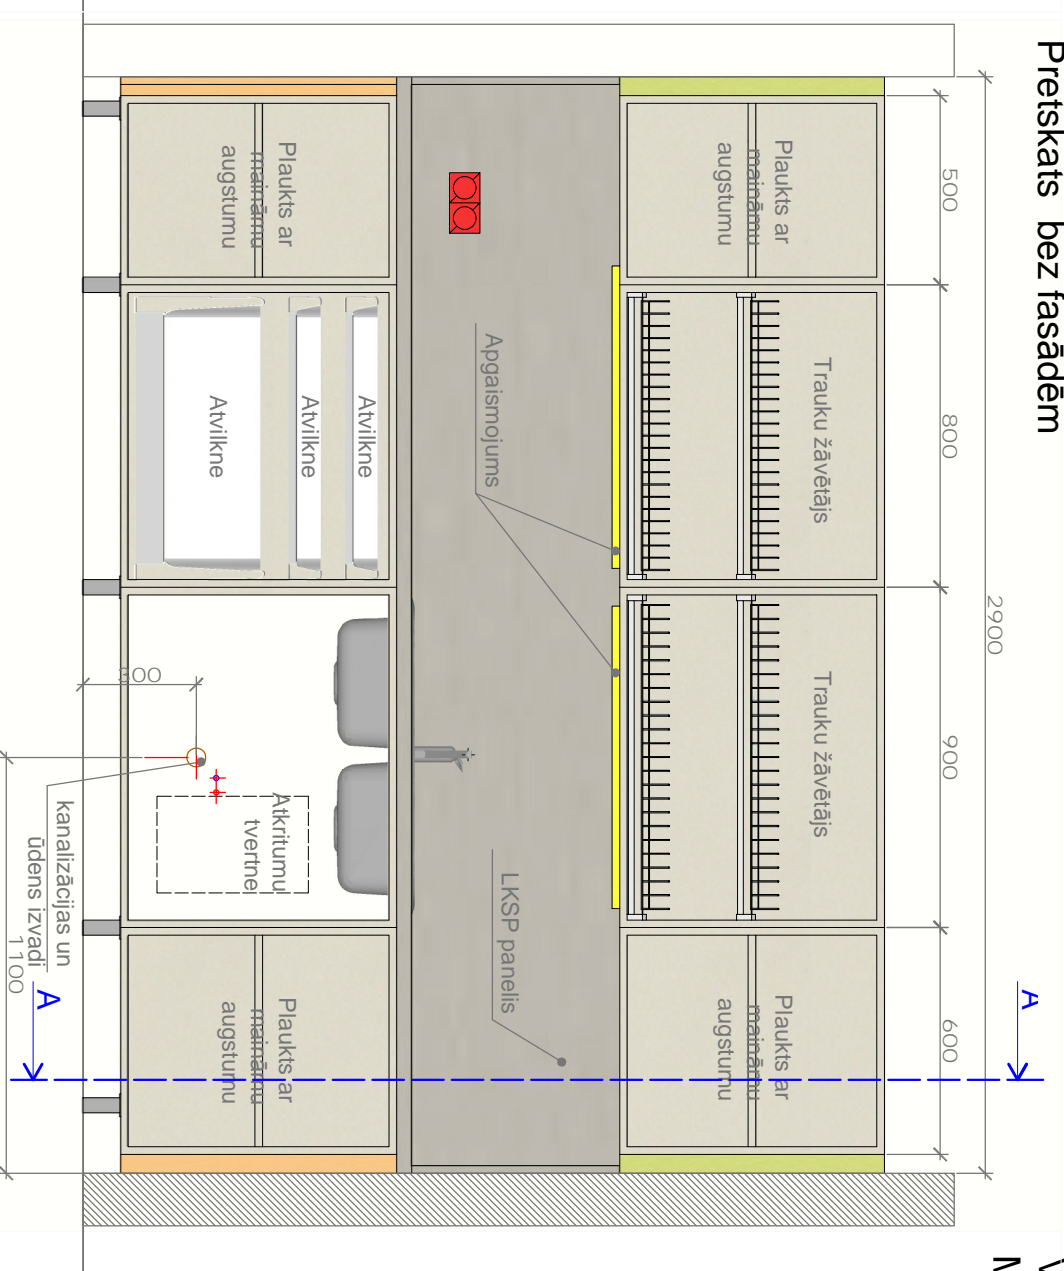 Pretskats bez fasādēm
2900
500
800
900
600
A
Plaukts ar
maināmu
augstumu
Trauku žāvētājs
Trauku žāvētājs
Plaukts ar
maināmu
augstumu
Apgaismojums
LKSP panelis
Plaukts ar
maināmu
augstumu
Atvilkne
Atvilkne
Atvilkne
Atkritumu
tvertne
Plaukts ar
maināmu
augstumu
300
kanalizācijas un
ūdens izvadi
1100
A